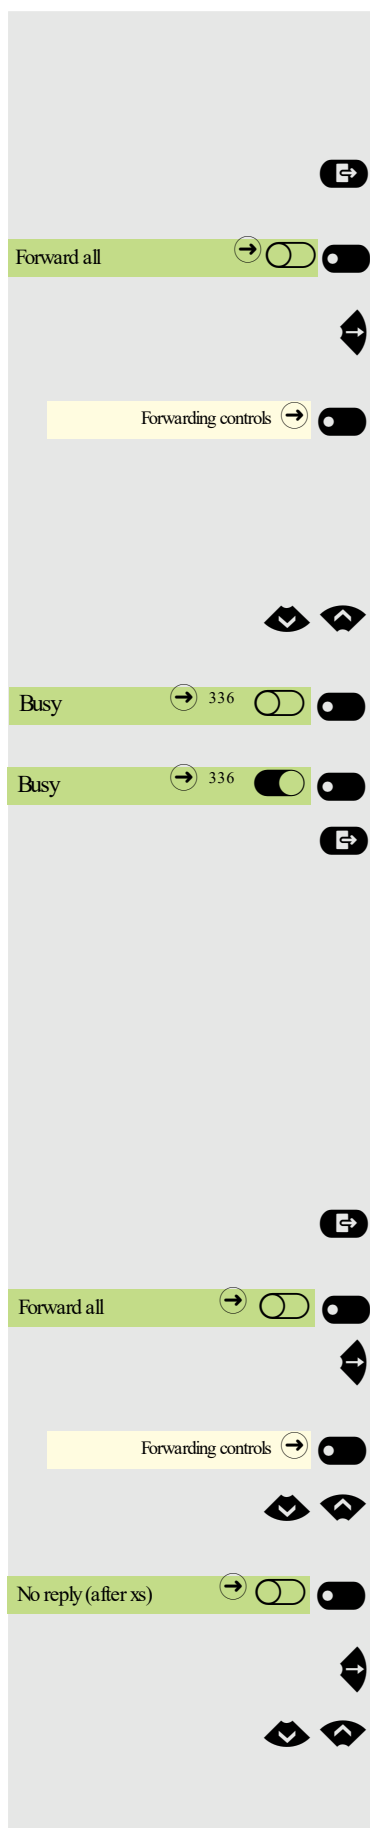 Forward all
Forwarding controls
Busy 336
Busy 336
Forward all
Forwarding controls
No reply (after xs)